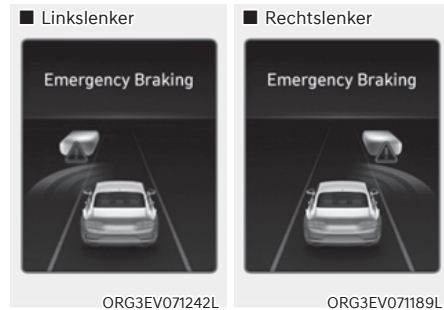 ■ Linkslenker
Emergency Braking
ORG3EV071242L
■ Rechtslenker
Emergency Braking
ORG3EV071189L